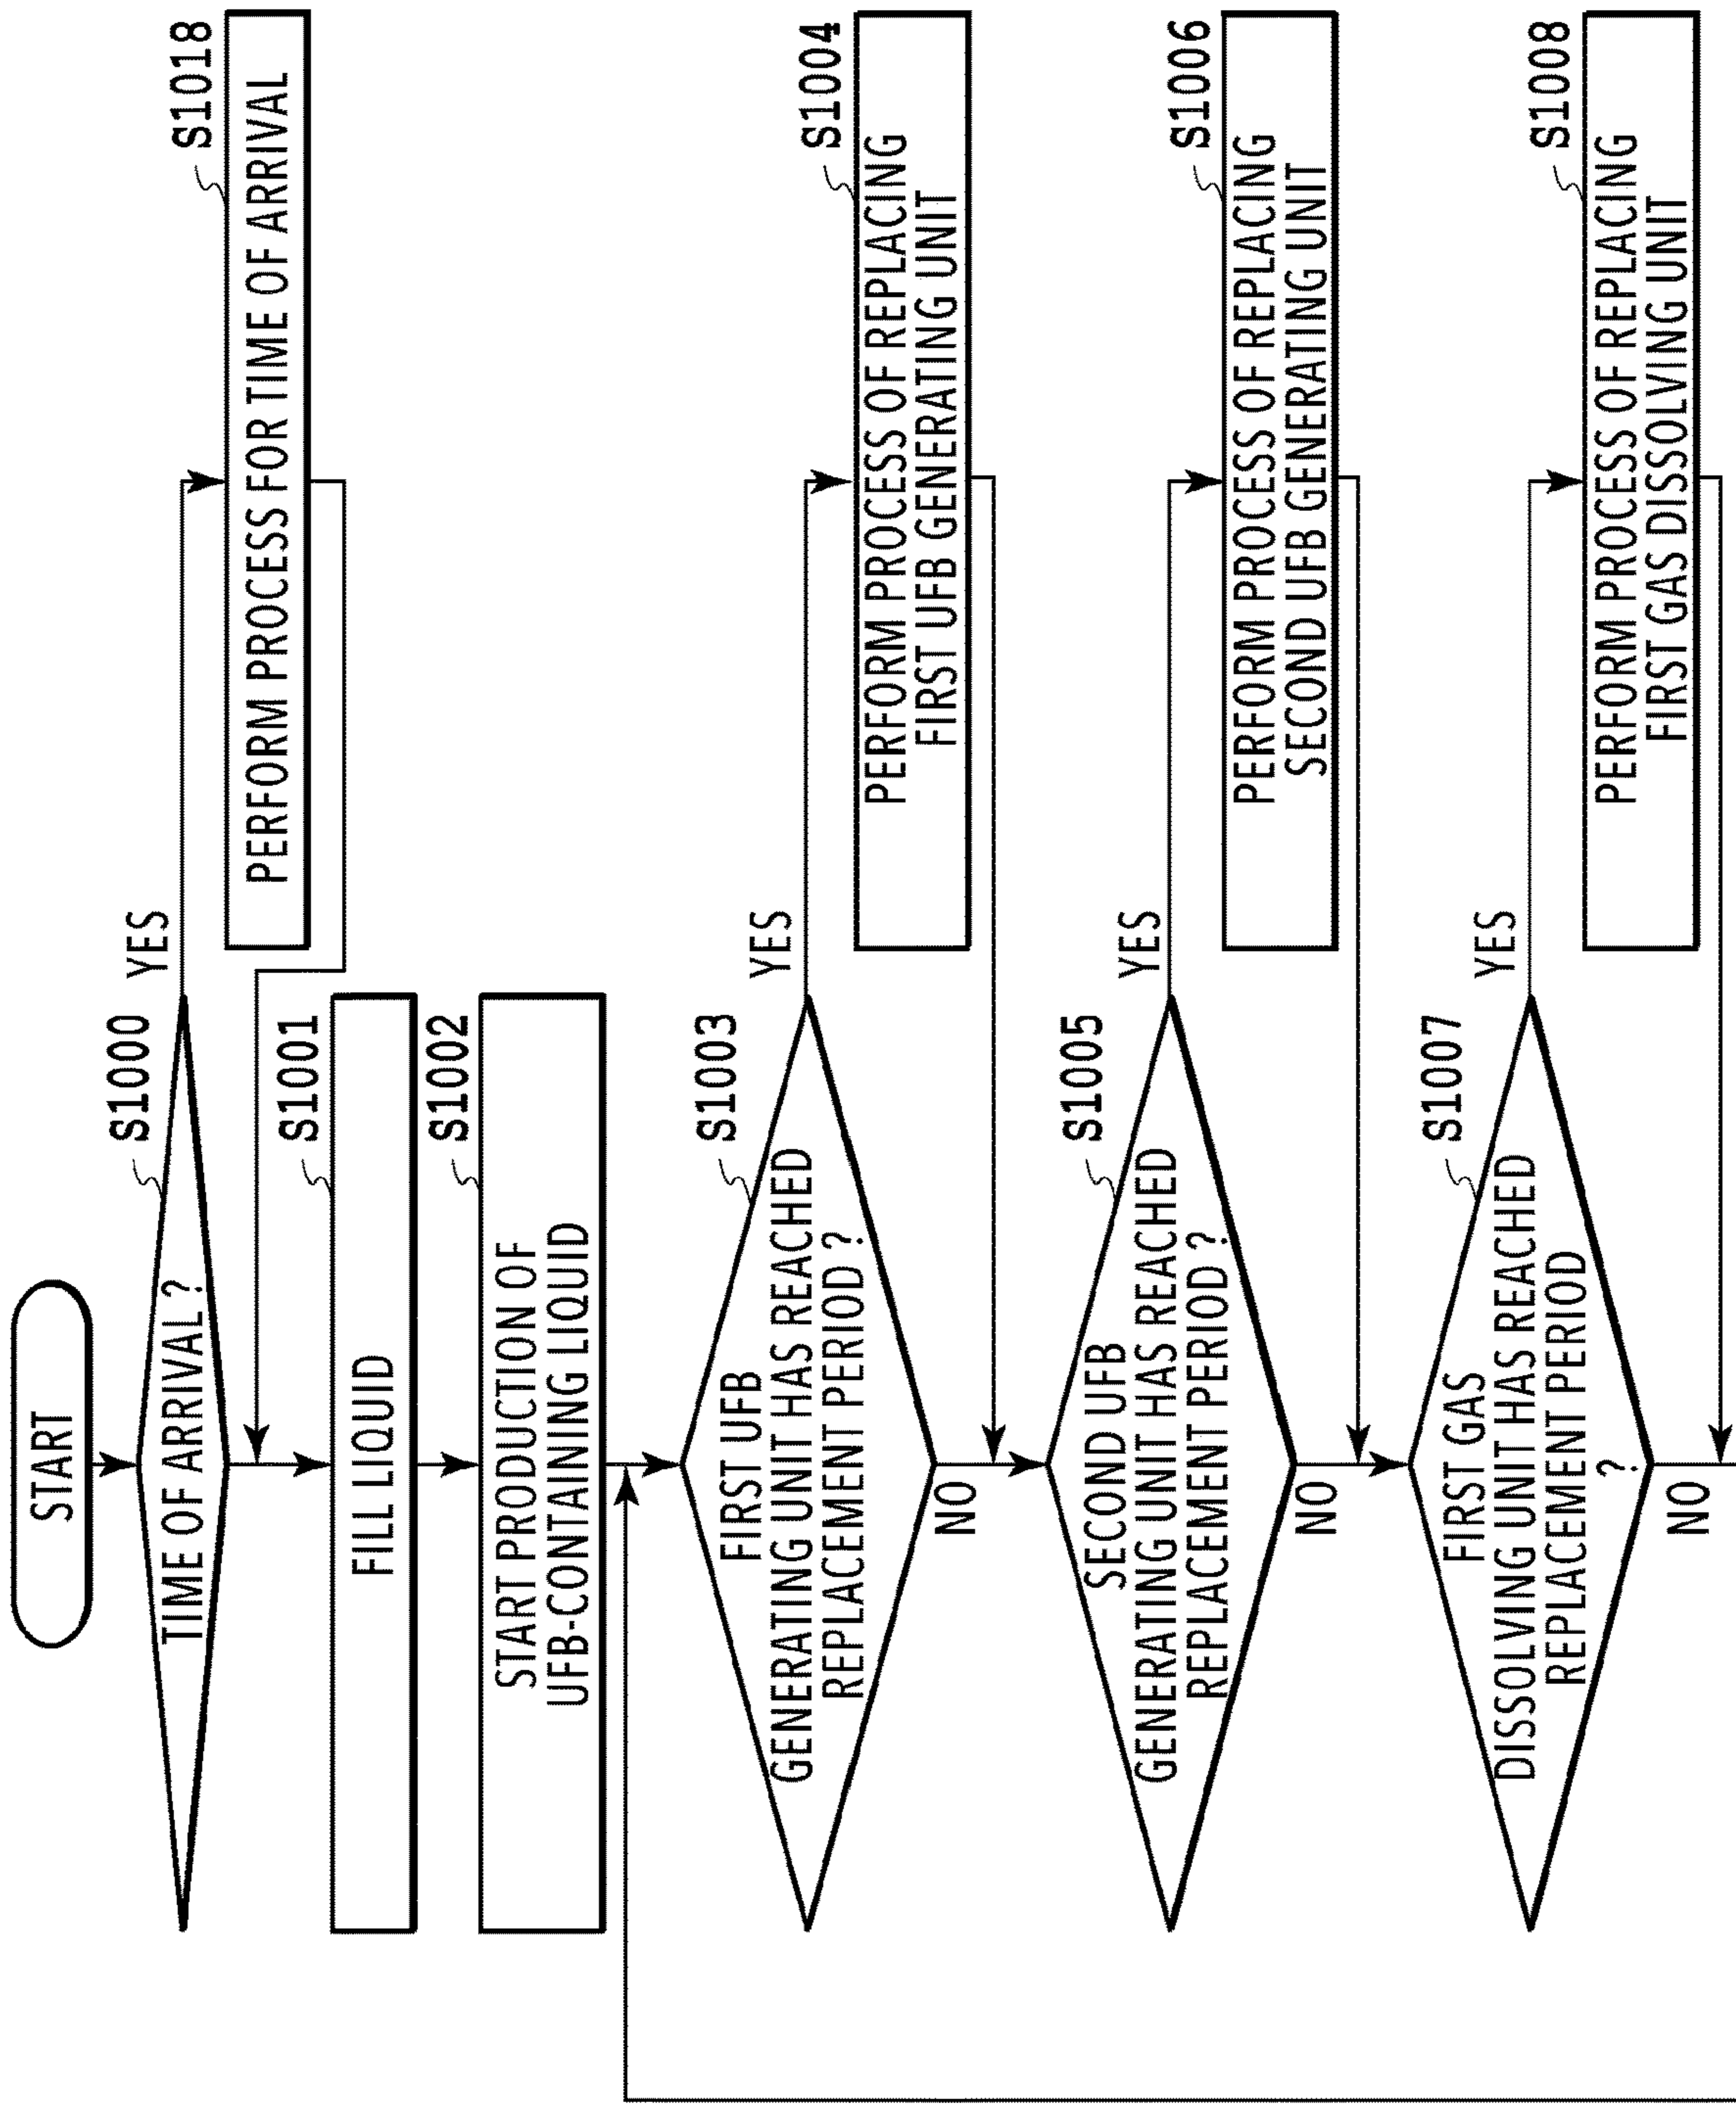 START
S1000
TIME OF ARRIVAL ?
YES
S1018
PERFORM PROCESS FOR TIME OF ARRIVAL
S1001
FILL LIQUID
S1002
START PRODUCTION OF
UFB-CONTAINING LIQUID
S1003
FIRST UFB
GENERATING UNIT HAS REACHED
REPLACEMENT PERIOD ?
YES
S1004
PERFORM PROCESS OF REPLACING
FIRST UFB GENERATING UNIT
NO
S1005
SECOND UFB
GENERATING UNIT HAS REACHED
REPLACEMENT PERIOD ?
YES
S1006
PERFORM PROCESS OF REPLACING
SECOND UFB GENERATING UNIT
NO
S1007
FIRST GAS
DISSOLVING UNIT HAS REACHED
REPLACEMENT PERIOD
?
YES
S1008
PERFORM PROCESS OF REPLACING
FIRST GAS DISSOLVING UNIT
NO